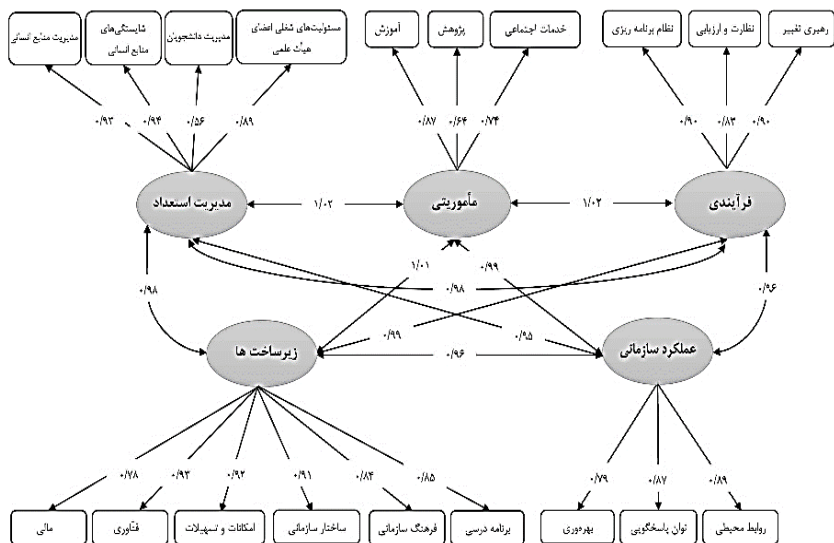 رهبری تغییر
نظارت و ارزیابی
نظام برنامه ریزی
خدمات اجتماعی
پژوهش
آموزش
مسئولیت‌های شغلی اعضای
هیأت علمی
مدیریت دانشجویان
شایستگی‌های
منابع انسانی
مدیریت منابع انسانی
۰/۹۰
۰/۸۳
۰/۹۰
۰/۷۴
۰/۶۴
۰/۸۷
۰/۸۹
۰/۵۶
۰/۹۴
۰/۹۳
فرآیندی
۱/۰۲
مأموریتی
۱/۰۲
مدیریت استعداد
۰/۹۶
۰/۹۹
۰/۹۸
۱/۰۱
۰/۹۸
۰/۹۵
۰/۹۹
عملکرد سازمانی
۰/۹۶
زیرساخت ها
۰/۸۹
۰/۸۷
۰/۷۹
۰/۸۵
۰/۸۴
۰/۹۱
۰/۹۲
۰/۹۳
۰/۷۸
روابط محیطی
توان پاسخگویی
بهره‌وری
برنامه درسی
فرهنگ سازمانی
ساختار سازمانی
امکانات و تسهیلات
فنّاوری
مالی